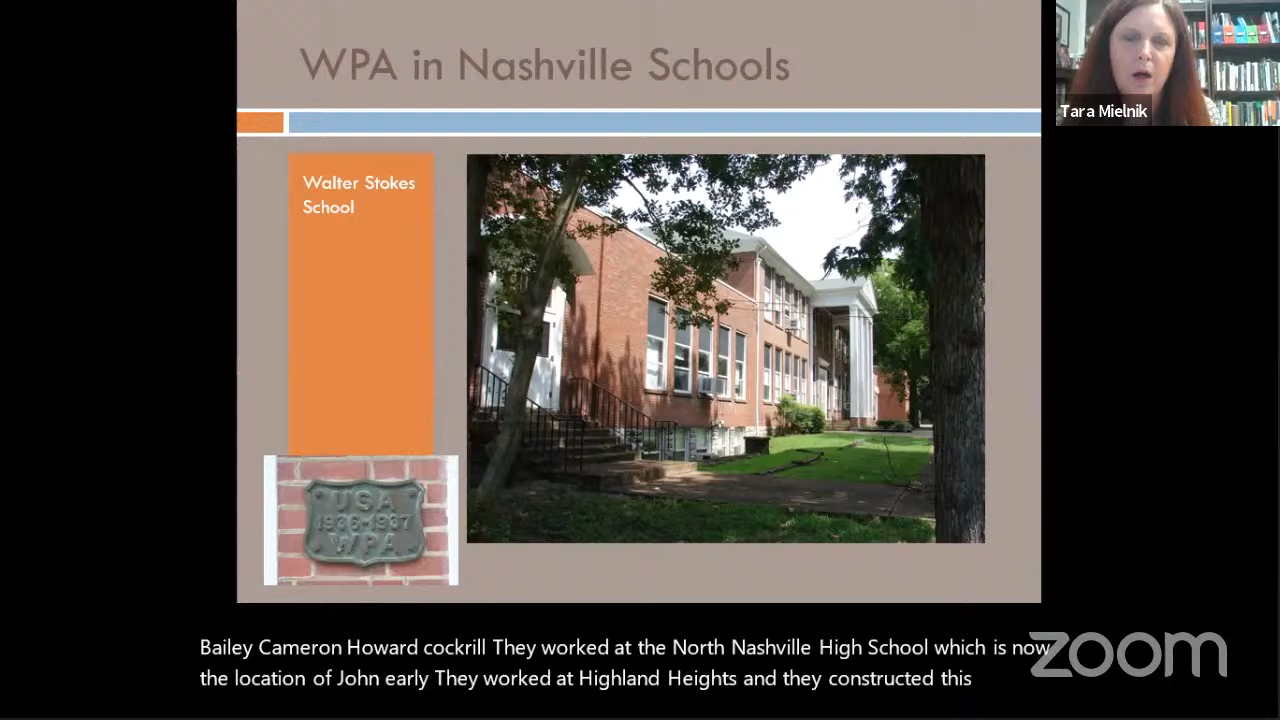 WPA in Nashville Schools
Tara Mielnik
Walter Stokes
School
USA
1936-1937
WPA
Bailey Cameron Howard cockrill They worked at the North Nashville High School which is now
the location of John early They worked at Highland Heights and they constructed this
zoom